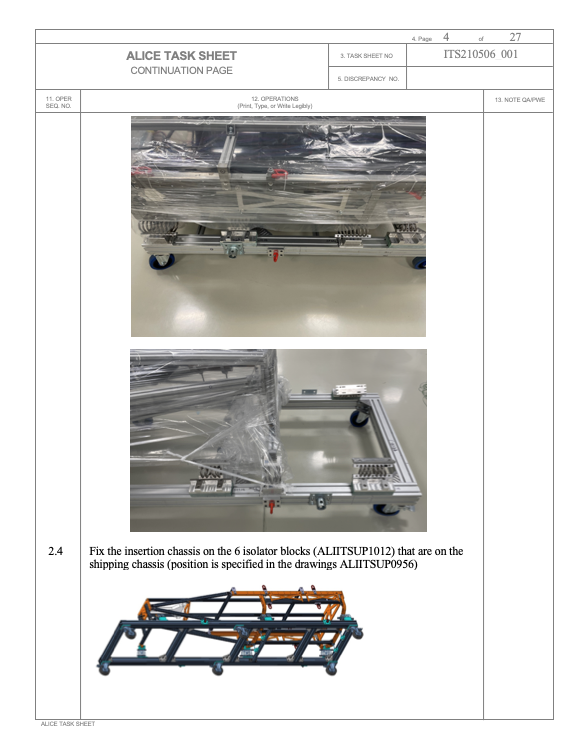 4. Page 4 of 27
ALICE TASK SHEET
CONTINUATION PAGE
3. TASK SHEET NO
ITS210506_001
5. DISCREPANCY NO.
11. OPER
SEQ. NO.
12. OPERATIONS
(Print, Type, or Write Legibly)
13. NOTE QA/PWE
2.4 Fix the insertion chassis on the 6 isolator blocks (ALIITSUP1012) that are on the
shipping chassis (position is specified in the drawings ALIITSUP0956)
ALICE TASK SHEET